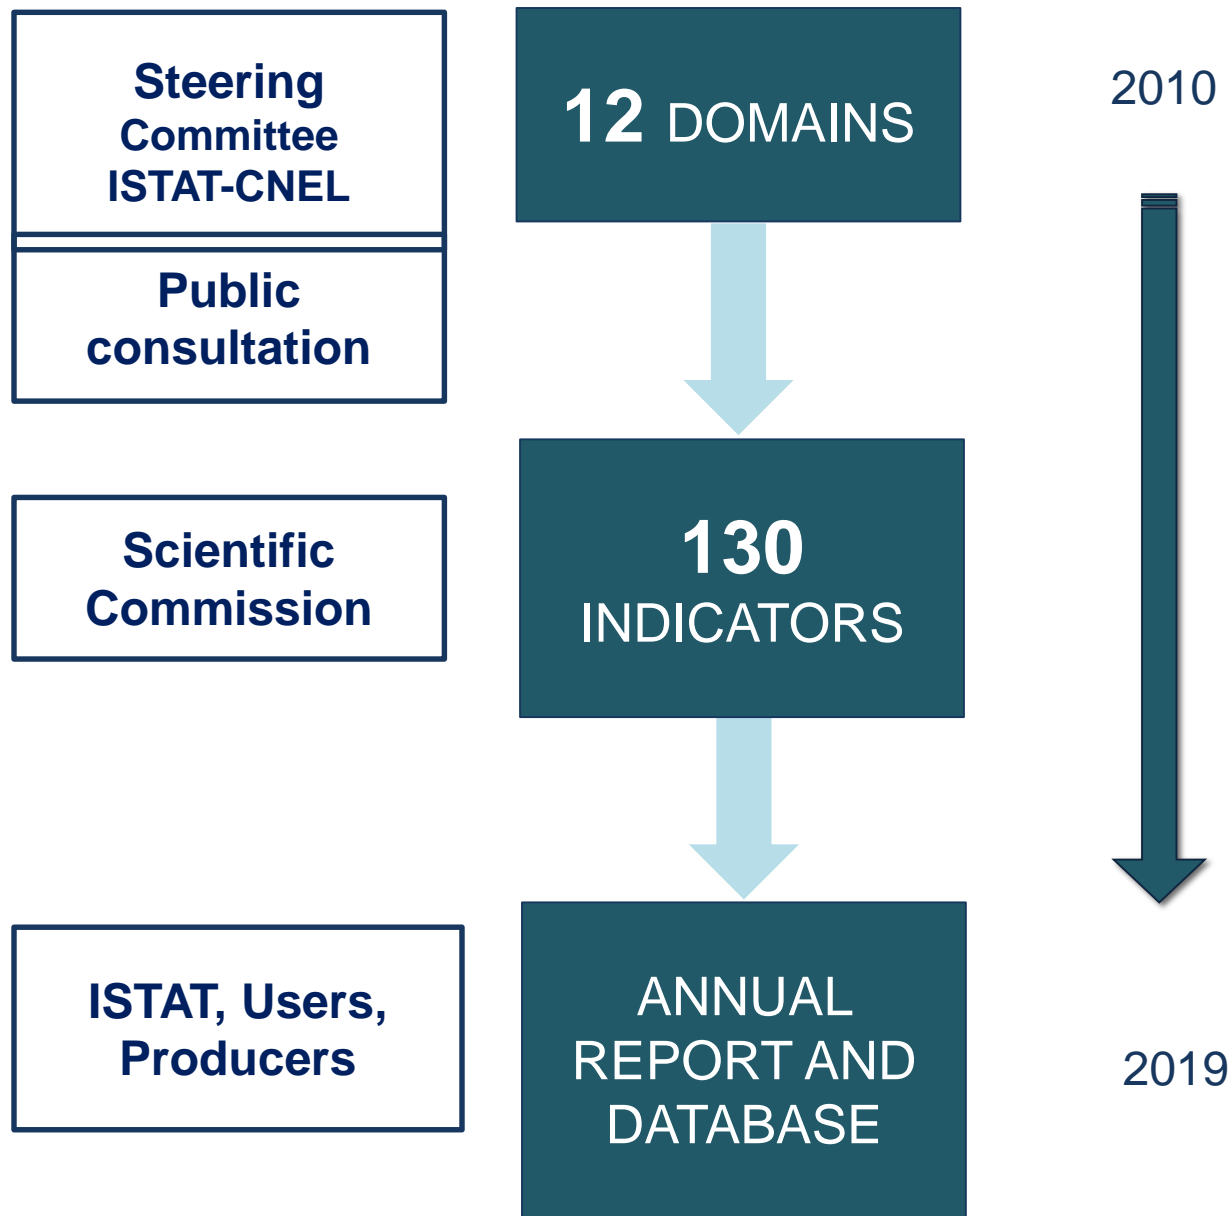 Steering
Committee
ISTAT-CNEL
12 DOMAINS
2010
Public
consultation
Scientific
Commission
130
INDICATORS
ISTAT, Users,
Producers
ANNUAL
REPORT AND
DATABASE
2019